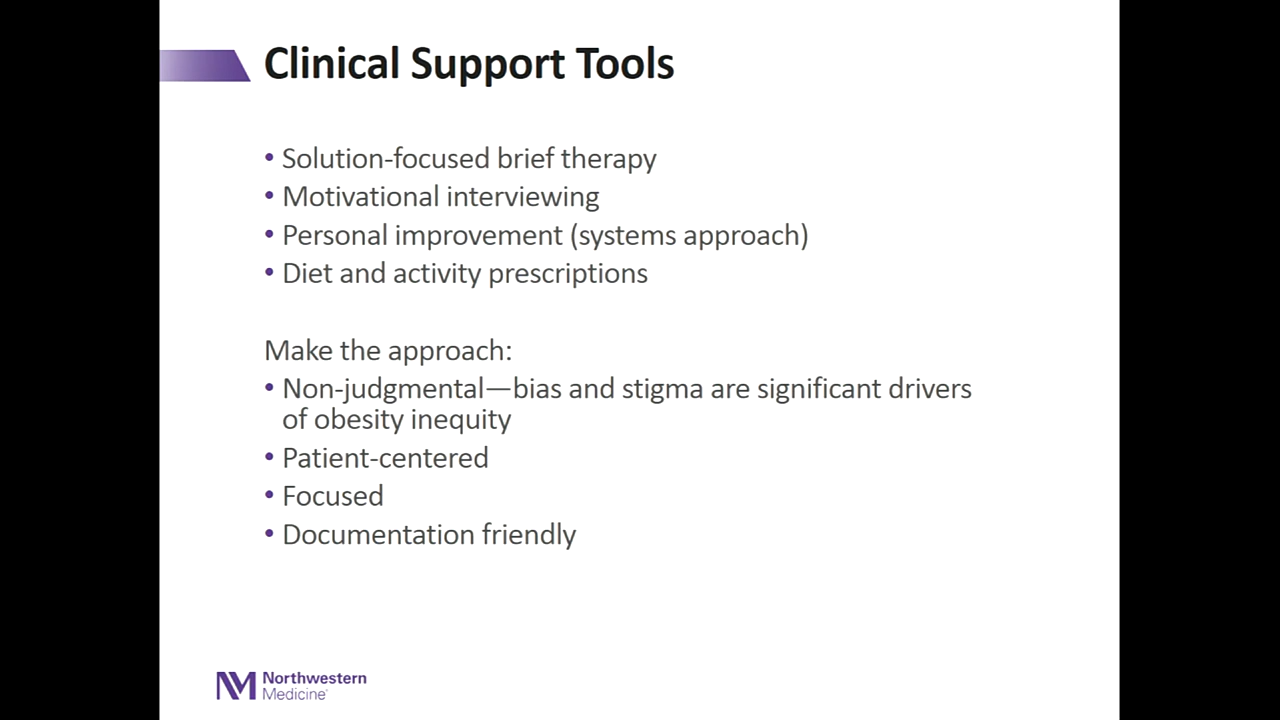 Clinical Support Tools
• Solution-focused brief therapy
• Motivational interviewing
• Personal improvement (systems approach)
• Diet and activity prescriptions
Make the approach:
• Non-judgmental—bias and stigma are significant drivers
of obesity inequity
• Patient-centered
• Focused
• Documentation friendly
NM Northwestern
Medicine